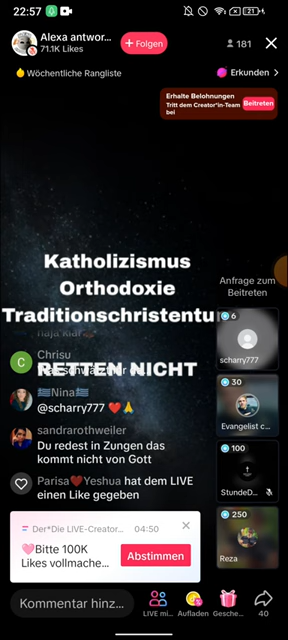 22:57
21
Alexa antwor...
71.1K Likes
+ Folgen
181
Wöchentliche Rangliste
Erkunden >
Erhalte Belohnungen
Tritt dem Creator*in-Team
bei
Beitreten
Katholizismus
Orthodoxie
Traditionschristentu
RETTEN NICHT
Anfrage zum
Beitreten
6
scharry777
30
Evangelist c...
100
StundeD...
250
Reza
C
Chrisu
🇬🇷Nina🇬🇷
@scharry777 ❤️🙏
sandrarothweiler
Du redest in Zungen das
kommt nicht von Gott
Parisa❤️Yeshua hat dem LIVE
einen Like gegeben
Der*Die LIVE-Creator...
04:50
🩷Bitte 100K
Likes vollmache...
Abstimmen
Kommentar hinz...
LIVE mi...
Aufladen
Gesche...
40